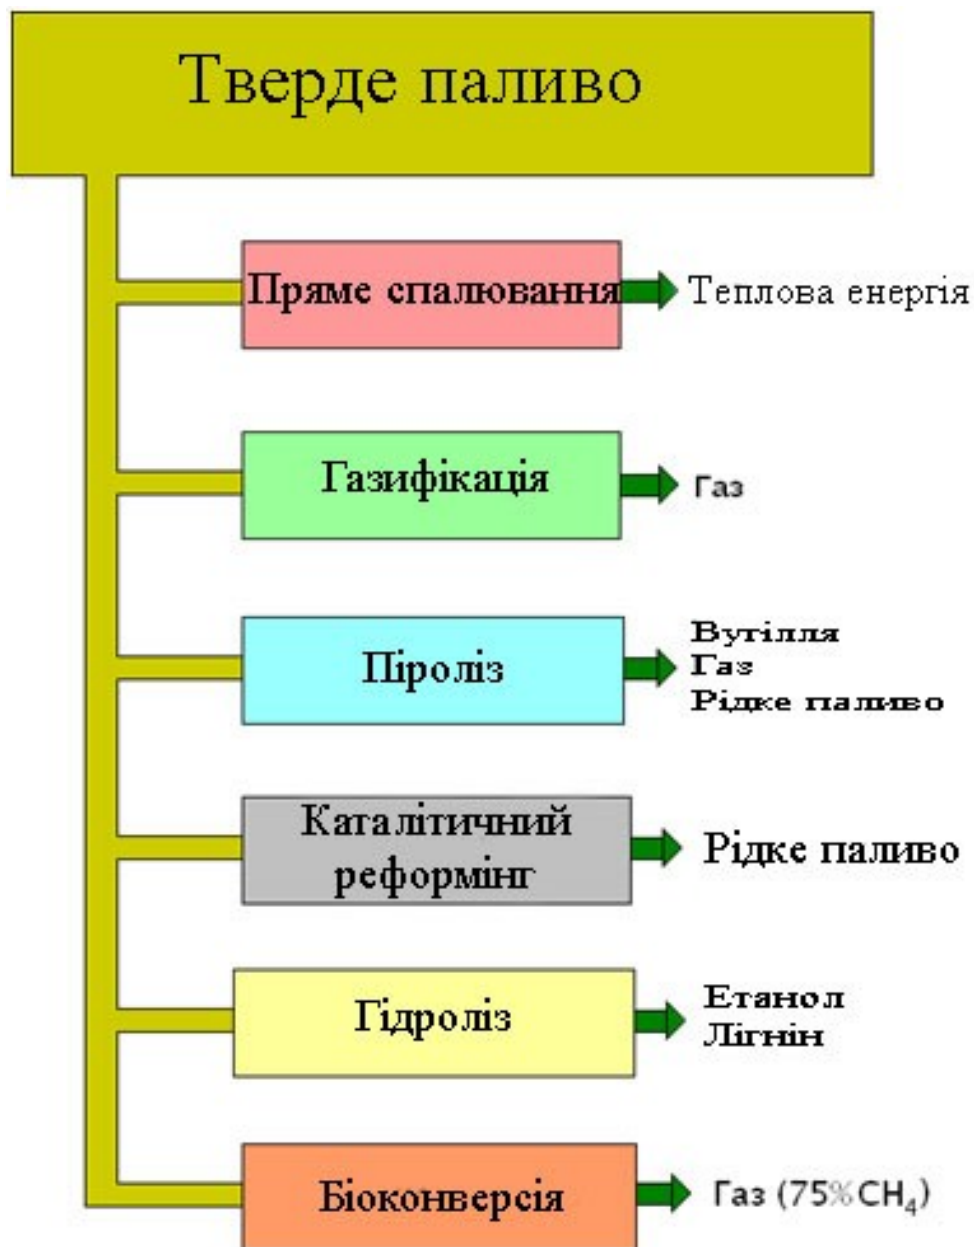 Тверде паливо
Пряме спалювання
Теплова енергія
Газифікація
Газ
Піроліз
Вугілля
Газ
Рідке паливо
Каталітичний
реформінг
Рідке паливо
Гідроліз
Етанол
Лігнін
Біоконверсія
Газ (75%CH₄)